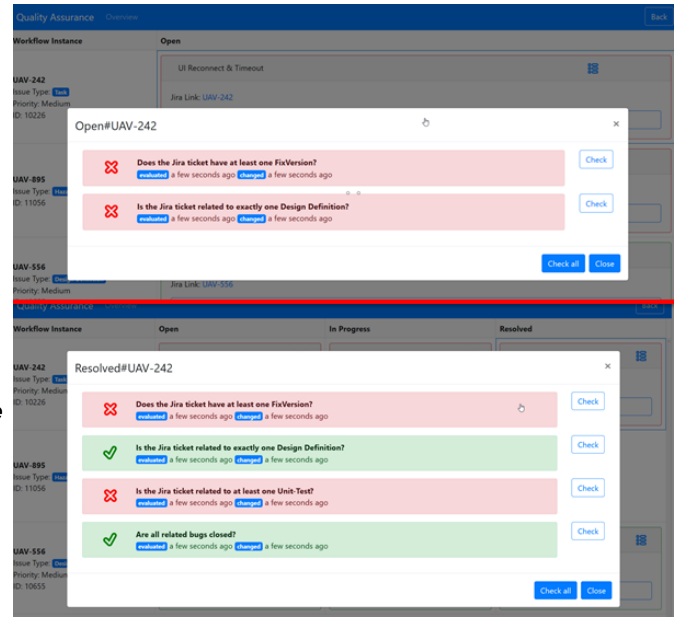 Quality Assurance Overview Back
Workflow Instance Open
UI Reconnect & Timeout
UAV-242
Issue Type: Task
Priority: Medium
ID: 10226
Jira Link: UAV-242
Open#UAV-242 ×
Does the Jira ticket have at least one FixVersion? Check
evaluated a few seconds ago changed a few seconds ago
UAV-895
Issue Type:
ID: 11056
Is the Jira ticket related to exactly one Design Definition? Check
evaluated a few seconds ago changed a few seconds ago
Check all Close
UAV-556
Issue Type:
Priority: Medium
Jira Link: UAV-556
Quality Assurance Overview Back
Workflow Instance Open In Progress Resolved
UAV-242
Issue Type: Task
Priority: Medium
ID: 10226
Resolved#UAV-242 ×
Does the Jira ticket have at least one FixVersion? Check
evaluated a few seconds ago changed a few seconds ago
e
Is the Jira ticket related to exactly one Design Definition? Check
evaluated a few seconds ago changed a few seconds ago
UAV-895
Issue Type:
ID: 11056
Is the Jira ticket related to at least one Unit-Test? Check
evaluated a few seconds ago changed a few seconds ago
Are all related bugs closed? Check
evaluated a few seconds ago changed a few seconds ago
UAV-556
Issue Type:
Priority: Medium
ID: 10655
Check all Close